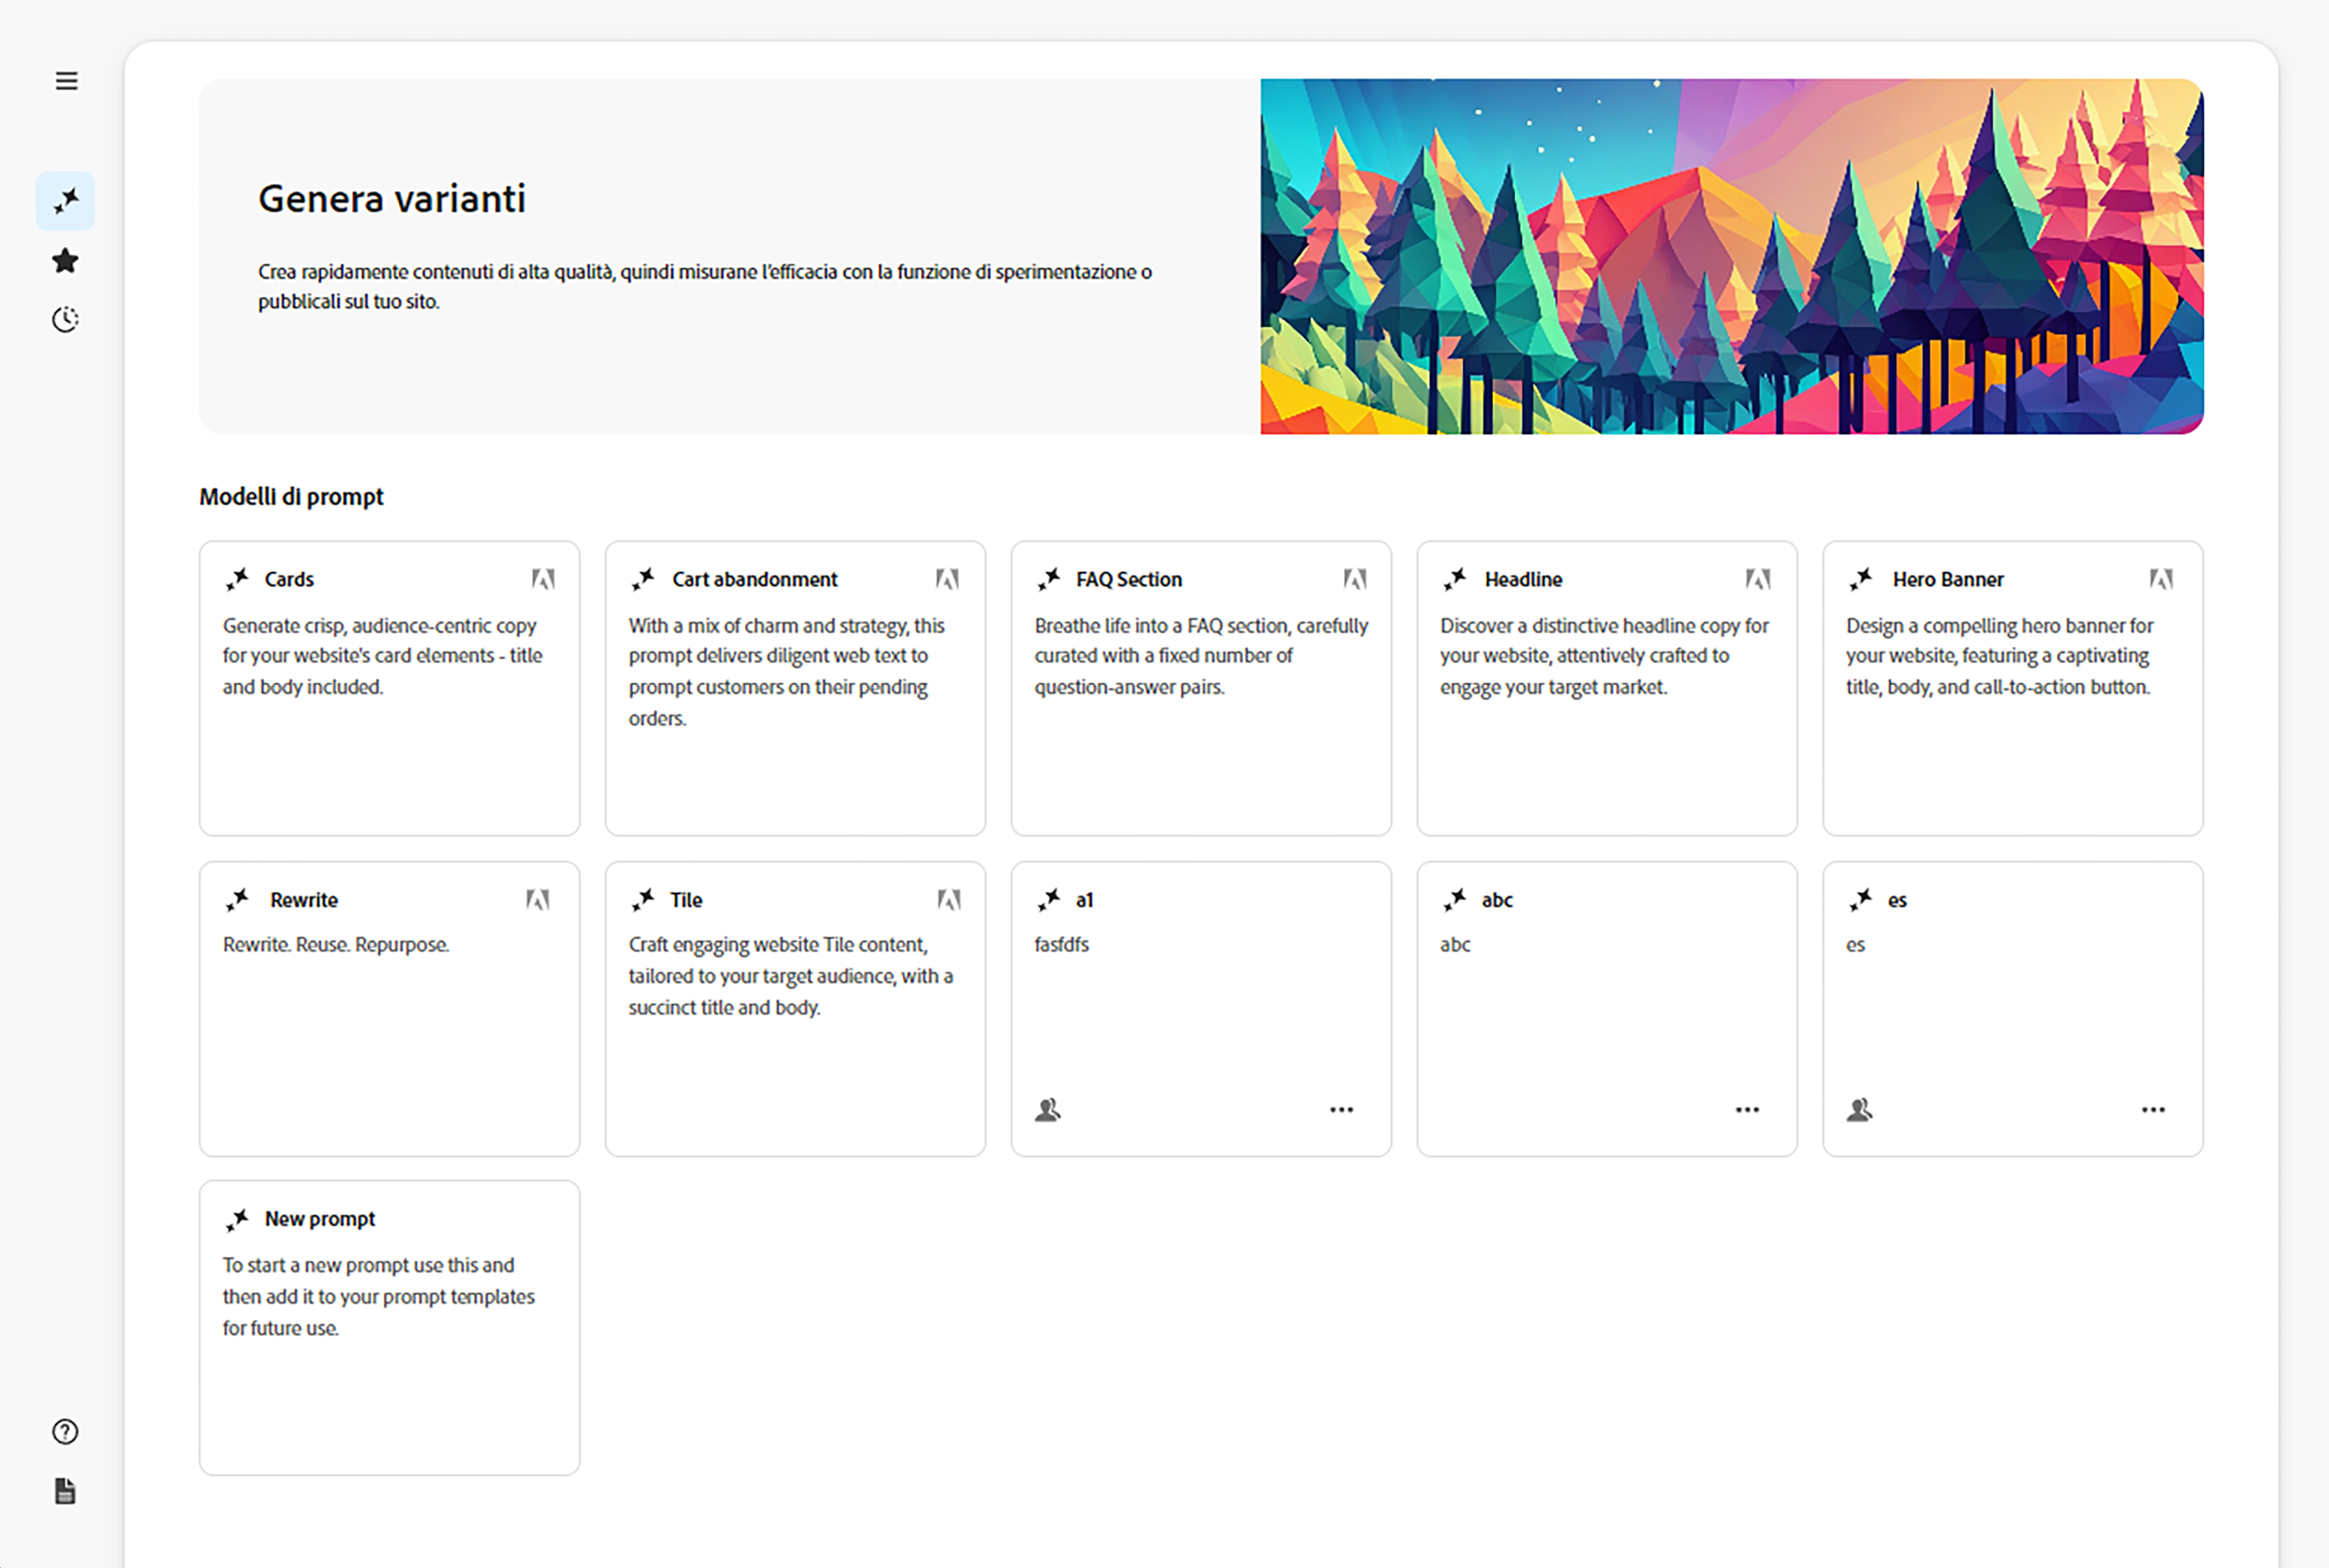 Genera varianti
Crea rapidamente contenuti di alta qualità, quindi misurane l'efficacia con la funzione di sperimentazione o
pubblicali sul tuo sito.
Modelli di prompt
Cards
Generate crisp, audience-centric copy
for your website's card elements - title
and body included.
Cart abandonment
With a mix of charm and strategy, this
prompt delivers diligent web text to
prompt customers on their pending
orders.
FAQ Section
Breathe life into a FAQ section, carefully
curated with a fixed number of
question-answer pairs.
Headline
Discover a distinctive headline copy for
your website, attentively crafted to
engage your target market.
Hero Banner
Design a compelling hero banner for
your website, featuring a captivating
title, body, and call-to-action button.
Rewrite
Rewrite. Reuse. Repurpose.
Tile
Craft engaging website Tile content,
tailored to your target audience, with a
succinct title and body.
a1
fasfdfs
abc
abc
es
es
New prompt
To start a new prompt use this and
then add it to your prompt templates
for future use.